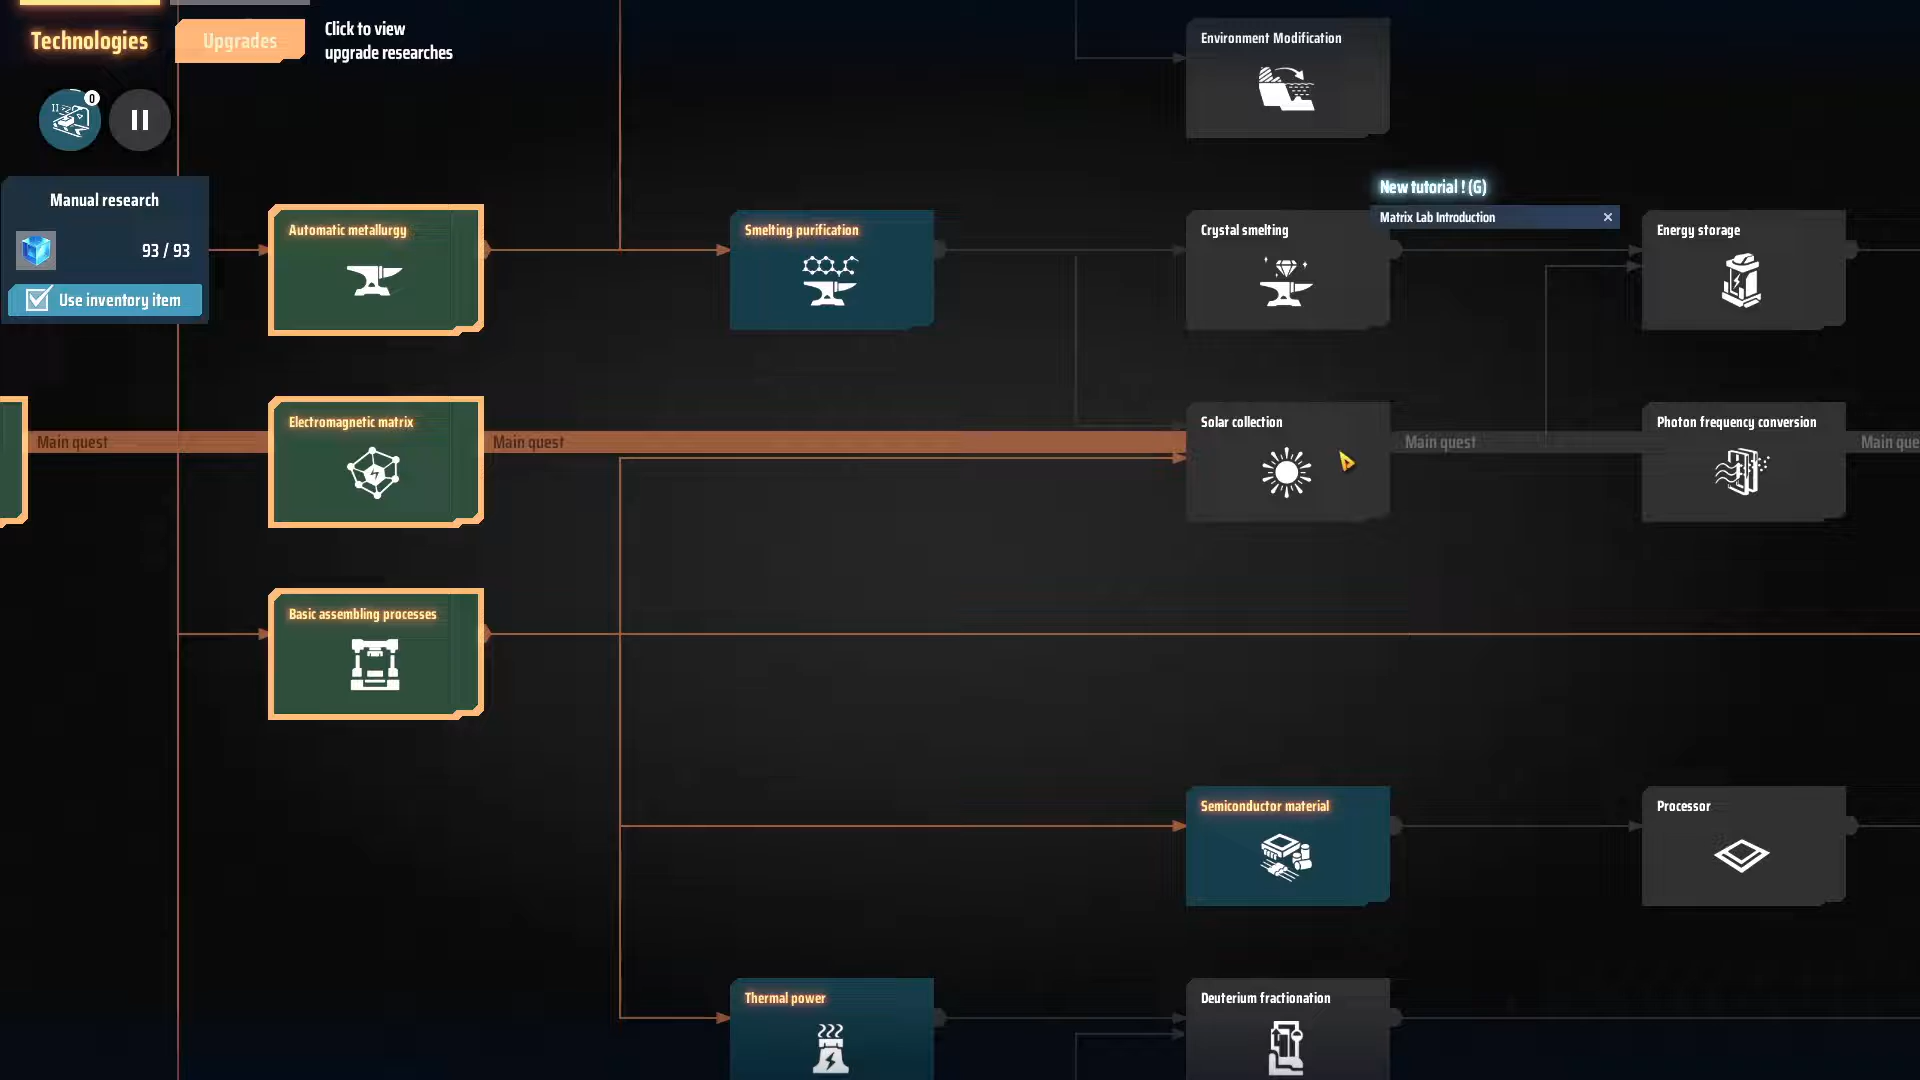 Technologies
Upgrades
Click to view
upgrade researches
0
Manual research
93 / 93
Use inventory item
Environment Modification
New tutorial ! (G)
Matrix Lab Introduction
Automatic metallurgy
Smelting purification
Crystal smelting
Energy storage
Main quest
Electromagnetic matrix
Main quest
Solar collection
Main quest
Photon frequency conversion
Main que
Basic assembling processes
Semiconductor material
Processor
Thermal power
Deuterium fractionation